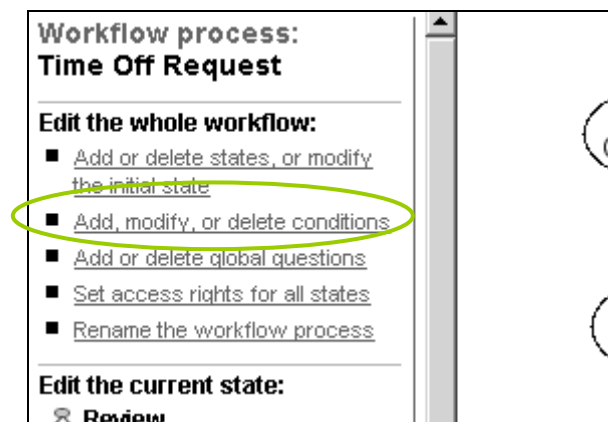 Workflow process:
Time Off Request
Edit the whole workflow:
Add or delete states, or modify
the initial state
Add, modify, or delete conditions
Add or delete global questions
Set access rights for all states
Rename the workflow process
Edit the current state:
Review